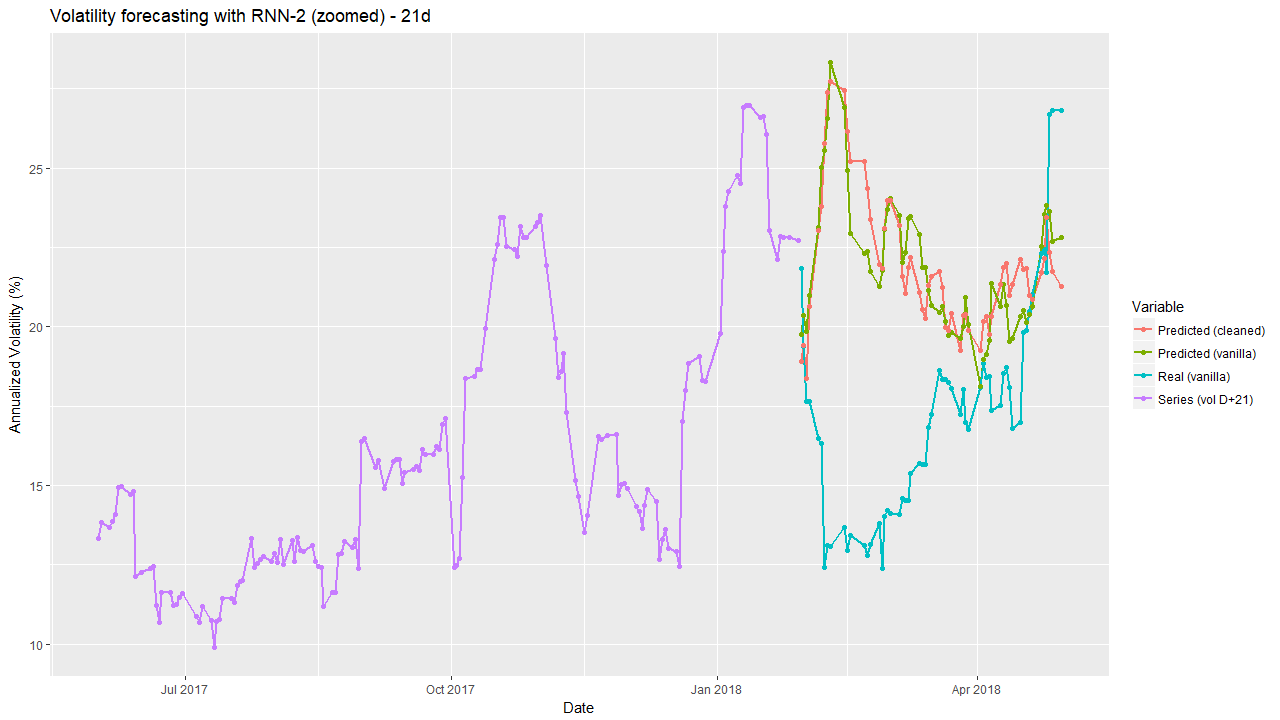 Volatility forecasting with RNN-2 (zoomed) - 21d
Annualized Volatility (%)
25
20
15
10
Jul 2017
Oct 2017
Jan 2018
Apr 2018
Date
Variable
Predicted (cleaned)
Predicted (vanilla)
Real (vanilla)
Series (vol D+21)